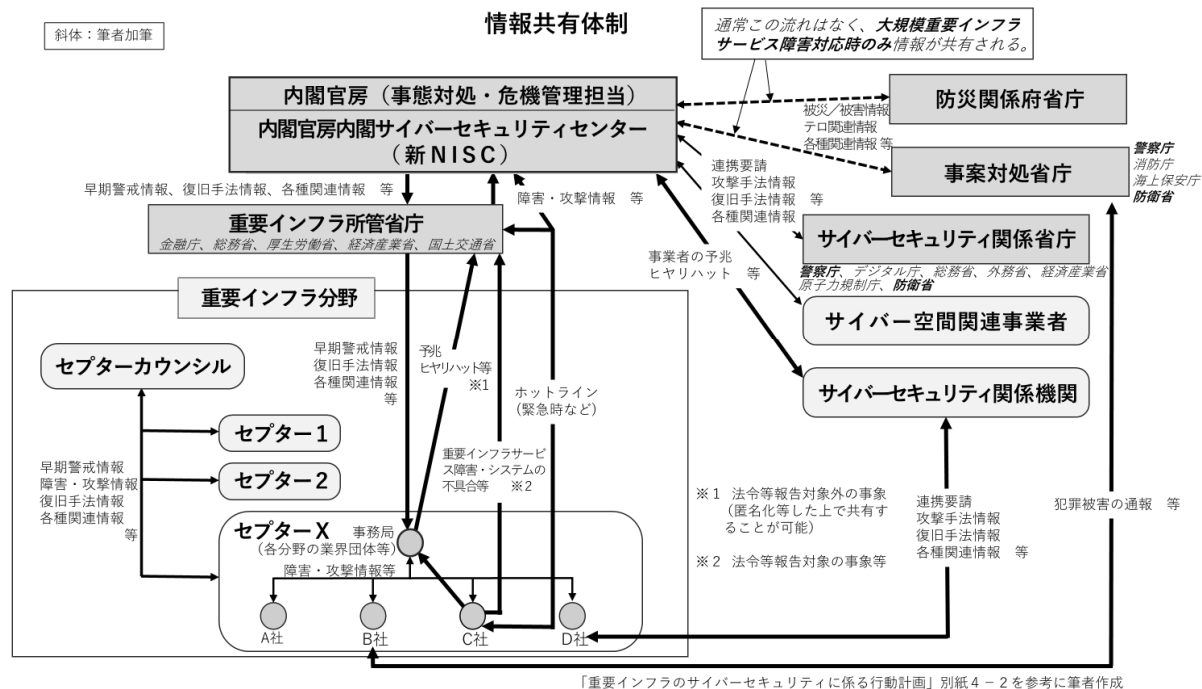 情報共有体制
斜体：筆者加筆
通常この流れはなく、大規模重要インフラ
サービス障害対応時のみ情報が共有される。
内閣官房（事態対処・危機管理担当）
内閣官房内閣サイバーセキュリティセンター
（新NISC）
防災関係府省庁
被災／被害情報
テロ関連情報
各種関連情報 等
事案対処省庁
警察庁
消防庁
海上保安庁
防衛省
連携要請
攻撃手法情報
復旧手法情報 等
各種関連情報
早期警戒情報、復旧手法情報、各種関連情報 等
障害・攻撃情報 等
重要インフラ所管省庁
金融庁、総務省、厚生労働省、経済産業省、国土交通省
サイバーセキュリティ関係省庁
警察庁、デジタル庁、総務省、外務省、経済産業省
原子力規制庁、防衛省
事業者の予兆
ヒヤリハット 等
サイバー空間関連事業者
サイバーセキュリティ関係機関
重要インフラ分野
セプターカウンシル
早期警戒情報
復旧手法情報
各種関連情報
等
予兆
ヒヤリハット等
※1
ホットライン
（緊急時など）
セプター1
セプター2
早期警戒情報
障害・攻撃情報
復旧手法情報
各種関連情報
等
重要インフラサービ
ス障害・システムの
不具合等 ※2
セプターX
事務局
（各分野の業界団体等）
障害・攻撃情報等
A社
B社
C社
D社
※1 法令等報告対象外の事象
（匿名化等した上で共有す
ることが可能）
※2 法令等報告対象の事象等
連携要請
攻撃手法情報
復旧手法情報
各種関連情報 等
犯罪被害の通報 等
「重要インフラのサイバーセキュリティに係る行動計画」別紙４－２を参考に筆者作成